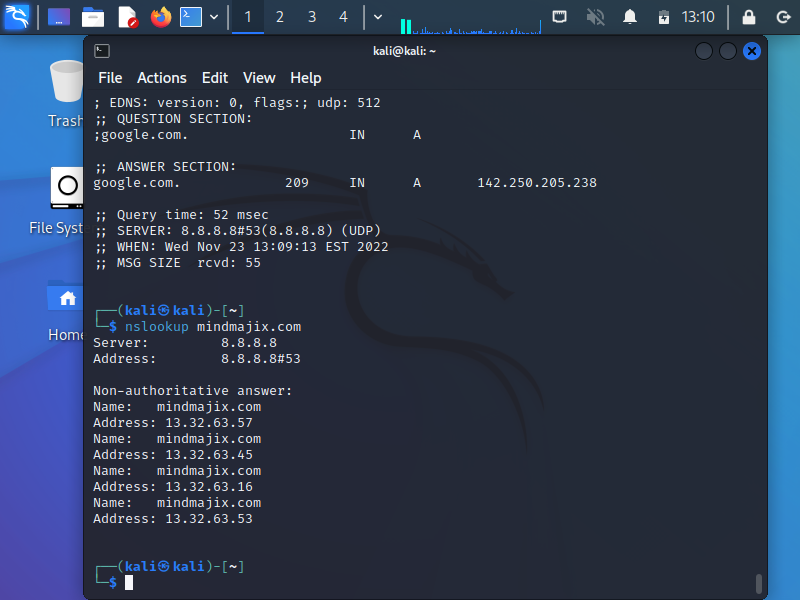 1 2 3 4 13:10
kali@kali: ~
File Actions Edit View Help
; EDNS: version: 0, flags:; udp: 512
;; QUESTION SECTION:
;google.com. IN A
;; ANSWER SECTION:
google.com. 209 IN A 142.250.205.238
;; Query time: 52 msec
;; SERVER: 8.8.8.8#53(8.8.8.8) (UDP)
;; WHEN: Wed Nov 23 13:09:13 EST 2022
;; MSG SIZE rcvd: 55
┌──(kali㉿kali)-[~]
└─$ nslookup mindmajix.com
Server: 8.8.8.8
Address: 8.8.8.8#53
Non-authoritative answer:
Name: mindmajix.com
Address: 13.32.63.57
Name: mindmajix.com
Address: 13.32.63.45
Name: mindmajix.com
Address: 13.32.63.16
Name: mindmajix.com
Address: 13.32.63.53
┌──(kali㉿kali)-[~]
└─$
Trash
File Syst
Home